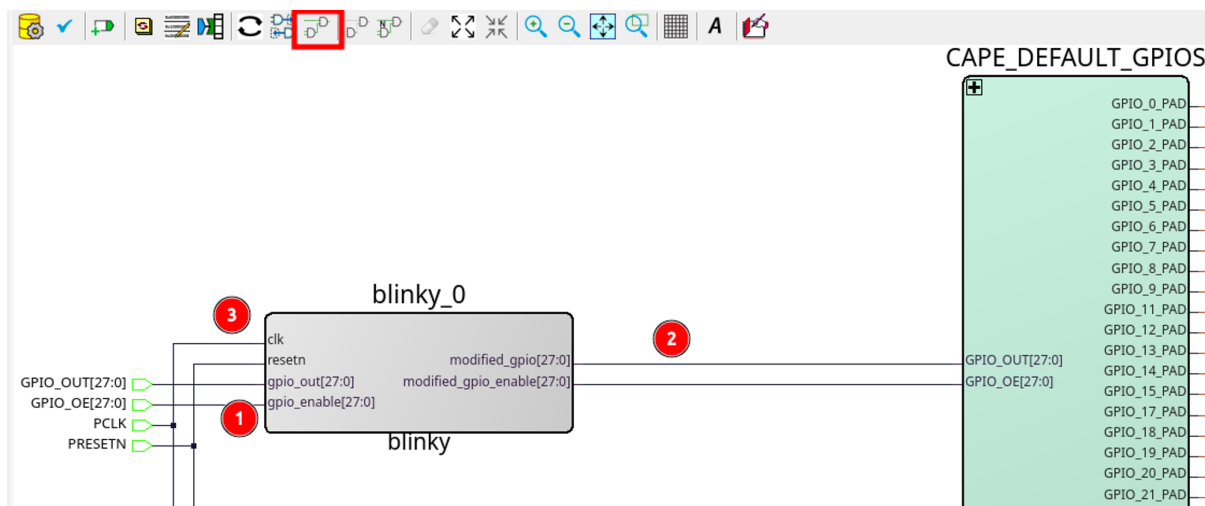 A
CAPE_DEFAULT_GPIOS
GPIO_0_PAD
GPIO_1_PAD
GPIO_2_PAD
GPIO_3_PAD
GPIO_4_PAD
GPIO_5_PAD
GPIO_6_PAD
GPIO_7_PAD
GPIO_8_PAD
GPIO_9_PAD
GPIO_11_PAD
GPIO_12_PAD
GPIO_13_PAD
GPIO_14_PAD
GPIO_15_PAD
GPIO_17_PAD
GPIO_18_PAD
GPIO_19_PAD
GPIO_20_PAD
GPIO_21_PAD
GPIO_OUT[27:0]
GPIO_OE[27:0]
blinky_0
3
2
clk
resetn
gpio_out[27:0]
gpio_enable[27:0]
modified_gpio[27:0]
modified_gpio_enable[27:0]
blinky
GPIO_OUT[27:0]
GPIO_OE[27:0]
PCLK
PRESETN
1